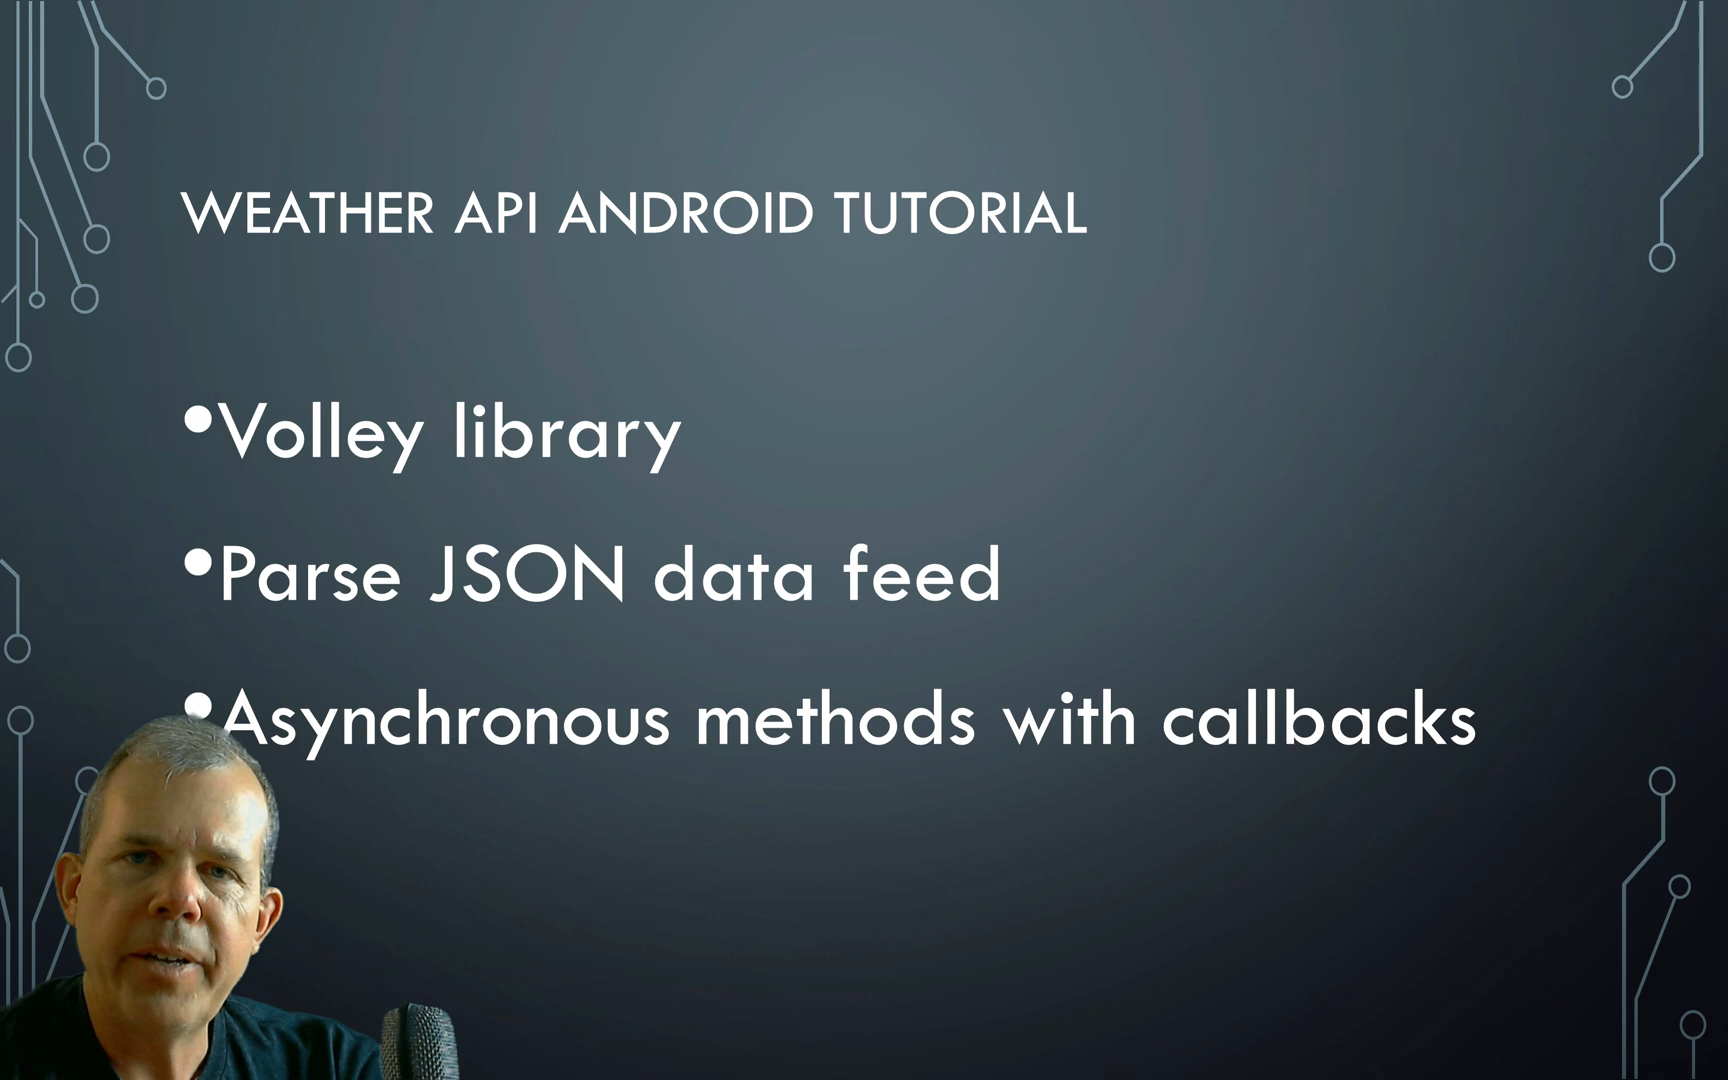 WEATHER API ANDROID TUTORIAL
•Volley library
•Parse JSON data feed
•Asynchronous methods with callbacks